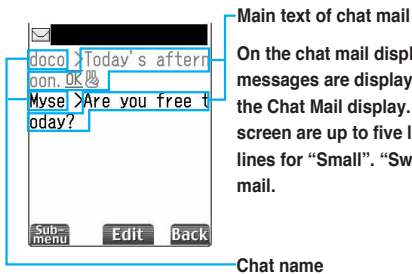 Main text of chat mail
On the chat mail displ
messages are display
the Chat Mail display.
screen are up to five l
lines for “Small”. “Sw
mail.
doco >Today's aftern
oon. OK
Myse >Are you free t
oday?
Sub-menu Edit Back
Chat name